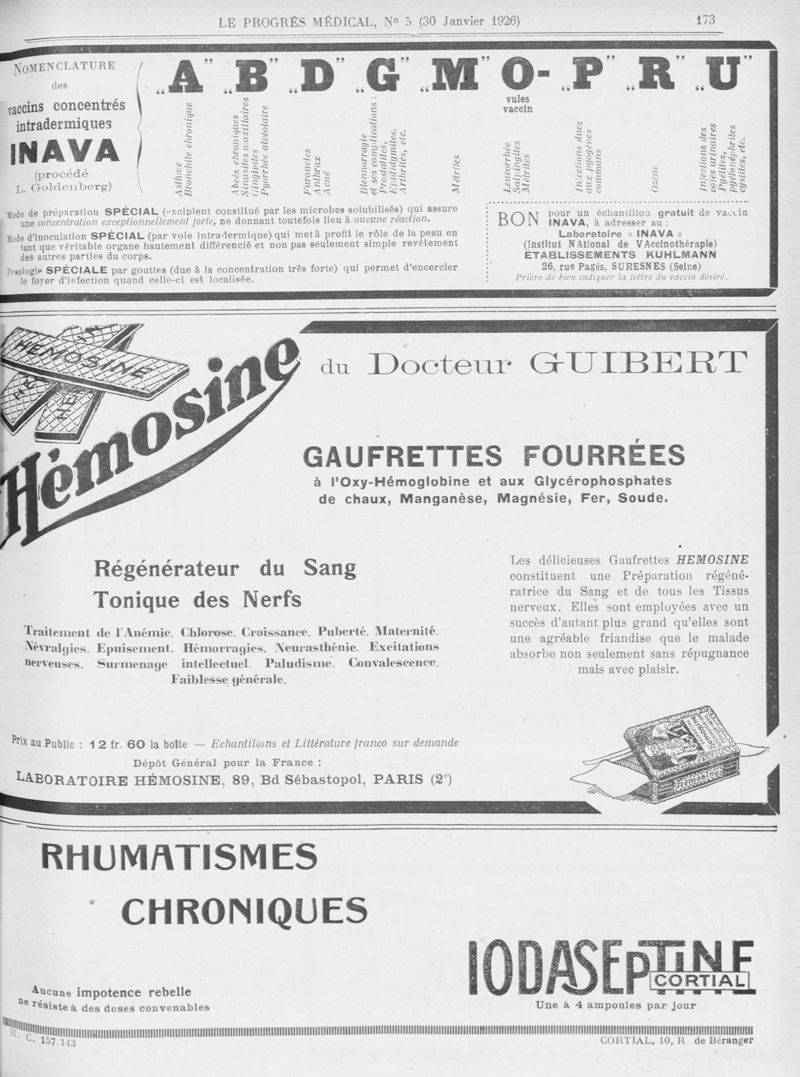 LE PROGRÈS MÉDICAL, No 5 (30 Janvier 1926)
173
NOMENCLATURE
des
vaccins concentrés
intradermiques
INAVA
(procédé
L. Goldenberg)
„A” „B” „D” „G” „M” O- „P” „R” „U”
vules
vaccin
Asthme
Bronchite chronique
Abcès chroniques
Sinusites maxillaires
Gingivites
Pyorrhée alvéolaire
Furoncles
Anthrax
Acné
Blennorragie
et ses complications :
Prostatites,
Epididymites.
Arthrites, etc.
Métrites
Leucorrhée
Salpingites
Métrites
Infections dues
aux pyogènes
communs
Ozène
Infections des
voies urinaires
Pyélites,
pyélonéphrites
cystites, etc.
Mode de préparation SPÉCIAL (excipient constitué par les microbes solubilisés) qui assure
une concentration exceptionnellement forte, ne donnant toutefois lieu à aucune réaction.
Mode d'inoculation SPÉCIAL (par voie intradermique) qui met à profit le rôle de la peau en
tant que véritable organe hautement différencié et non pas seulement simple revêtement
des autres parties du corps.
Posologie SPÉCIALE par gouttes (due à la concentration très forte) qui permet d'encercler
le foyer d'infection quand celle-ci est localisée.
BON pour un échantillon gratuit de vaccin
INAVA, à adresser au :
Laboratoire « INAVA »
(Institut NAtional de VAccinothérapie)
ÉTABLISSEMENTS KUHLMANN
26, rue Pagés, SURESNES (Seine)
Prière de bien indiquer la lettre du vaccin désiré.
HEMOSINE
Hémosine
du Docteur GUIBERT
GAUFRETTES FOURRÉES
à l'Oxy-Hémoglobine et aux Glycérophosphates
de chaux, Manganèse, Magnésie, Fer, Soude.
Régénérateur du Sang
Tonique des Nerfs
Traitement de l'Anémie. Chlorose. Croissance. Puberté. Maternité.
Névralgies. Epuisement. Hémorragies. Neurasthénie. Excitations
nerveuses. Surmenage intellectuel. Paludisme. Convalescence.
Faiblesse générale.
Les délicieuses Gaufrettes HEMOSINE
constituent une Préparation régéné-
ratrice du Sang et de tous les Tissus
nerveux. Elles sont employées avec un
succès d'autant plus grand qu'elles sont
une agréable friandise que le malade
absorbe non seulement sans répugnance
mais avec plaisir.
Prix au Public : 12 fr. 60 la boîte — Echantillons et Littérature franco sur demande
Dépôt Général pour la France :
LABORATOIRE HÉMOSINE, 89, Bd Sébastopol, PARIS (2e)
RHUMATISMES
CHRONIQUES
IODASEPTINE
CORTIAL
Aucune impotence rebelle
ne résiste à des doses convenables
Une à 4 ampoules par jour
R. C. 157.143
CORTIAL, 10, R de Béranger